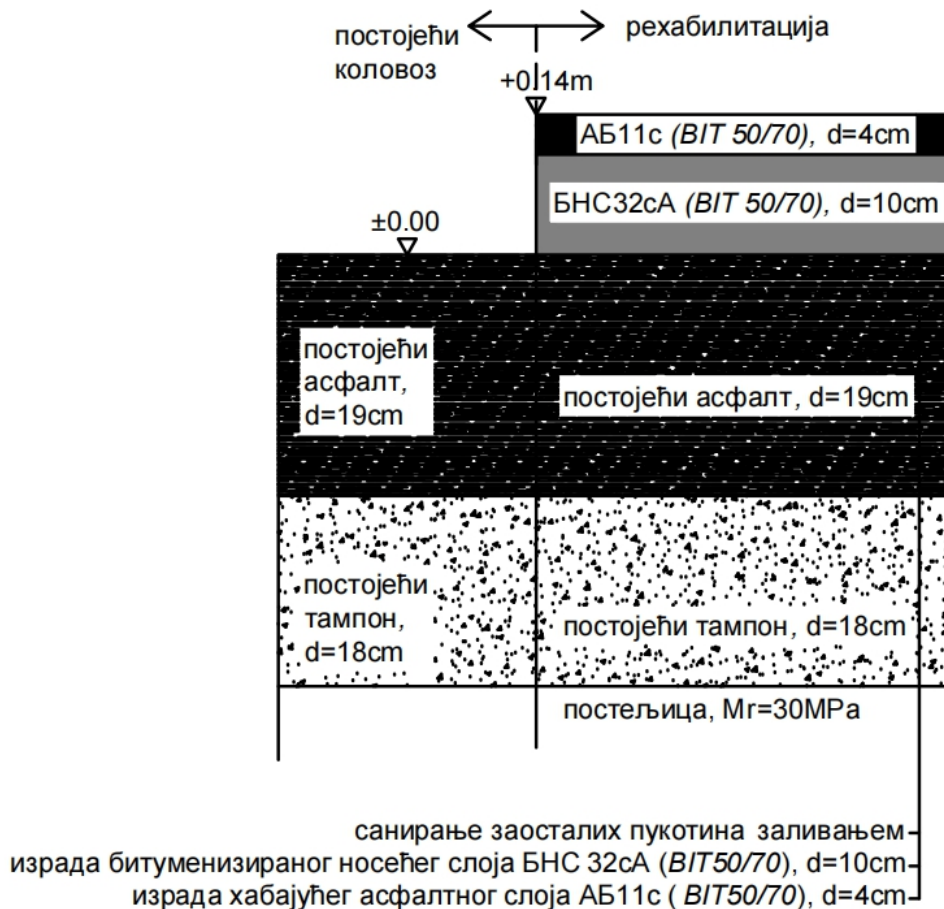 постојећи
коловоз
рехабилитација
+0.14m
АБ11с (BIT 50/70), d=4cm
БНС32сА (BIT 50/70), d=10cm
±0.00
постојећи
асфалт,
d=19cm
постојећи асфалт, d=19cm
постојећи
тампон,
d=18cm
постојећи тампон, d=18cm
постељица, Mr=30MPa
санирање заосталих пукотина заливањем
израда битуменизираног носећег слоја БНС 32сА (BIT50/70), d=10cm
израда хабајућег асфалтног слоја АБ11с ( BIT50/70), d=4cm